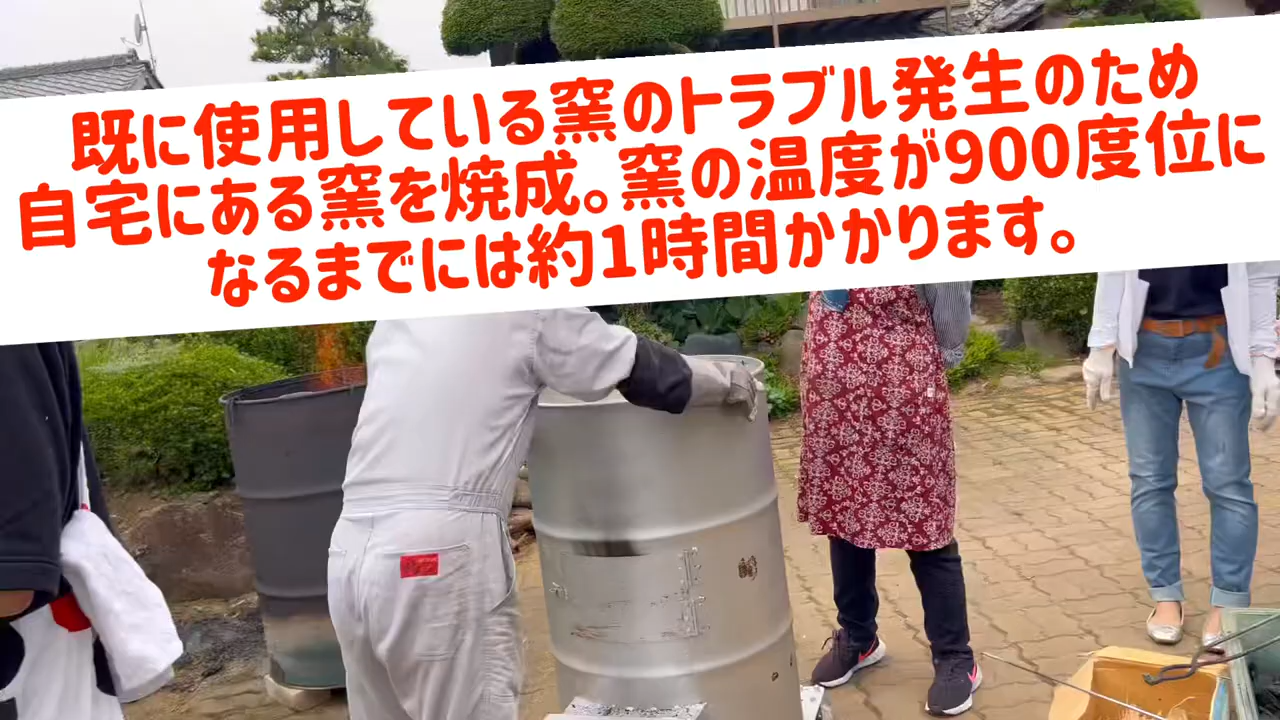 既に使用している窯のトラブル発生のため
自宅にある窯を焼成。窯の温度が900度位に
なるまでには約1時間かかります。